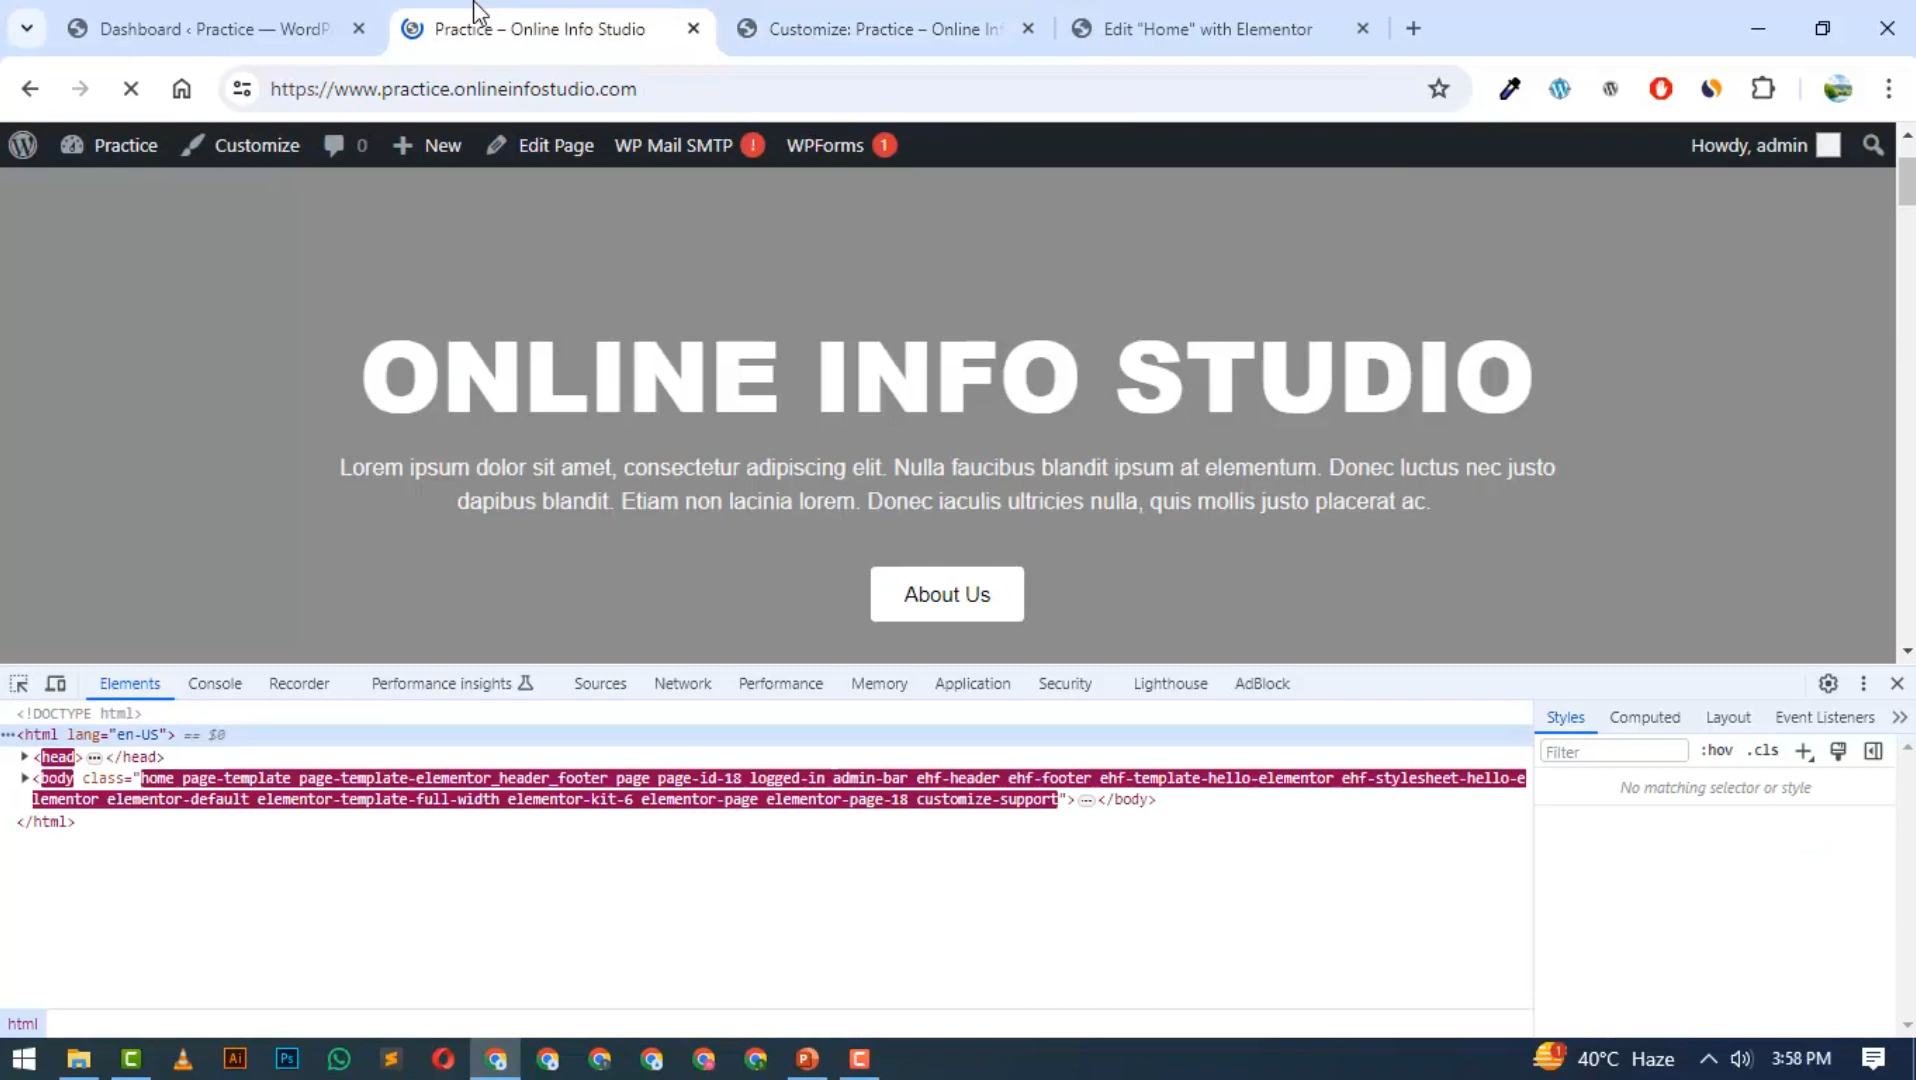 Dashboard ‹ Practice — WordP
Practice – Online Info Studio
Customize: Practice – Online In
Edit "Home" with Elementor
https://www.practice.onlineinfostudio.com
Practice
Customize
0
New
Edit Page
WP Mail SMTP !
WPForms 1
Howdy, admin
ONLINE INFO STUDIO
Lorem ipsum dolor sit amet, consectetur adipiscing elit. Nulla faucibus blandit ipsum at elementum. Donec luctus nec justo
dapibus blandit. Etiam non lacinia lorem. Donec iaculis ultricies nulla, quis mollis justo placerat ac.
About Us
Elements
Console
Recorder
Performance insights
Sources
Network
Performance
Memory
Application
Security
Lighthouse
AdBlock
<!DOCTYPE html>
<html lang="en-US"> == $0
<head> … </head>
<body class="home page-template page-template-elementor_header_footer page page-id-18 logged-in admin-bar ehf-header ehf-footer ehf-template-hello-elementor ehf-stylesheet-hello-e
lementor elementor-default elementor-template-full-width elementor-kit-6 elementor-page elementor-page-18 customize-support"> … </body>
</html>
Styles
Computed
Layout
Event Listeners
Filter
:hov
.cls
No matching selector or style
html
Ai
Ps
40°C Haze
3:58 PM